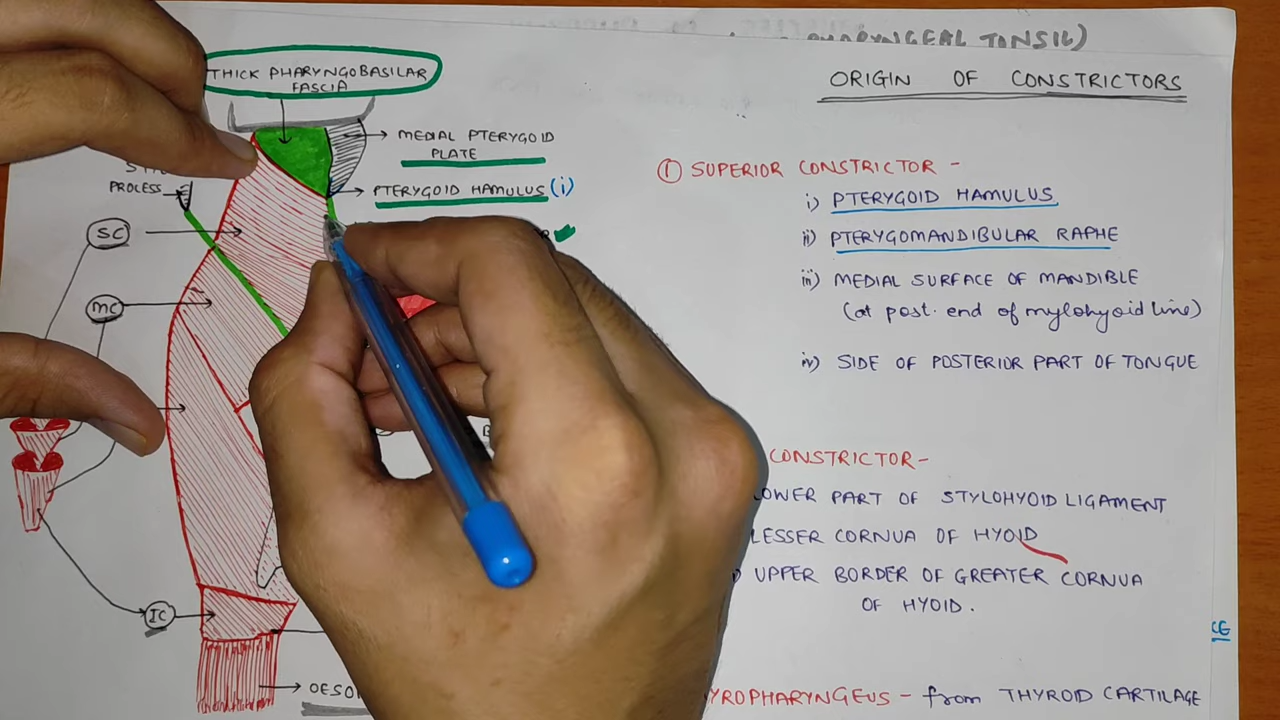 PHARYNGEAL TONSIL)
THICK PHARYNGOBASILAR
FASCIA
MEDIAL PTERYGOID
PLATE
PROCESS
PTERYGOID HAMULUS (i)
SC
MC
IC
OESO
ORIGIN OF CONSTRICTORS
① SUPERIOR CONSTRICTOR -
i) PTERYGOID HAMULUS
ii) PTERYGOMANDIBULAR RAPHE
iii) MEDIAL SURFACE OF MANDIBLE
(at post. end of mylohyoid line)
iv) SIDE OF POSTERIOR PART OF TONGUE
CONSTRICTOR-
LOWER PART OF STYLOHYOID LIGAMENT
LESSER CORNUA OF HYOID
UPPER BORDER OF GREATER CORNUA
OF HYOID.
YROPHARYNGEUS - from THYROID CARTILAGE